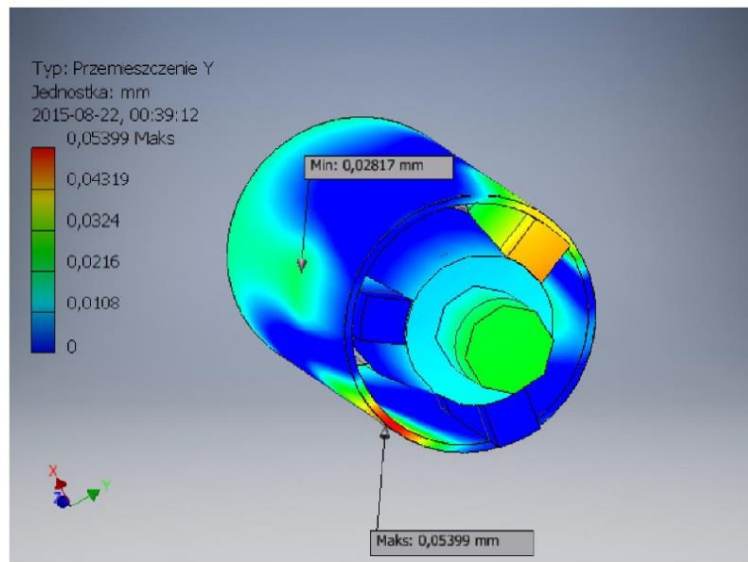 Typ: Przemieszczenie Y
Jednostka: mm
2015-08-22, 00:39:12
0,05399 Maks
0,04319
0,0324
0,0216
0,0108
0
Min: 0,02817 mm
Maks: 0,05399 mm
X
Y
Z